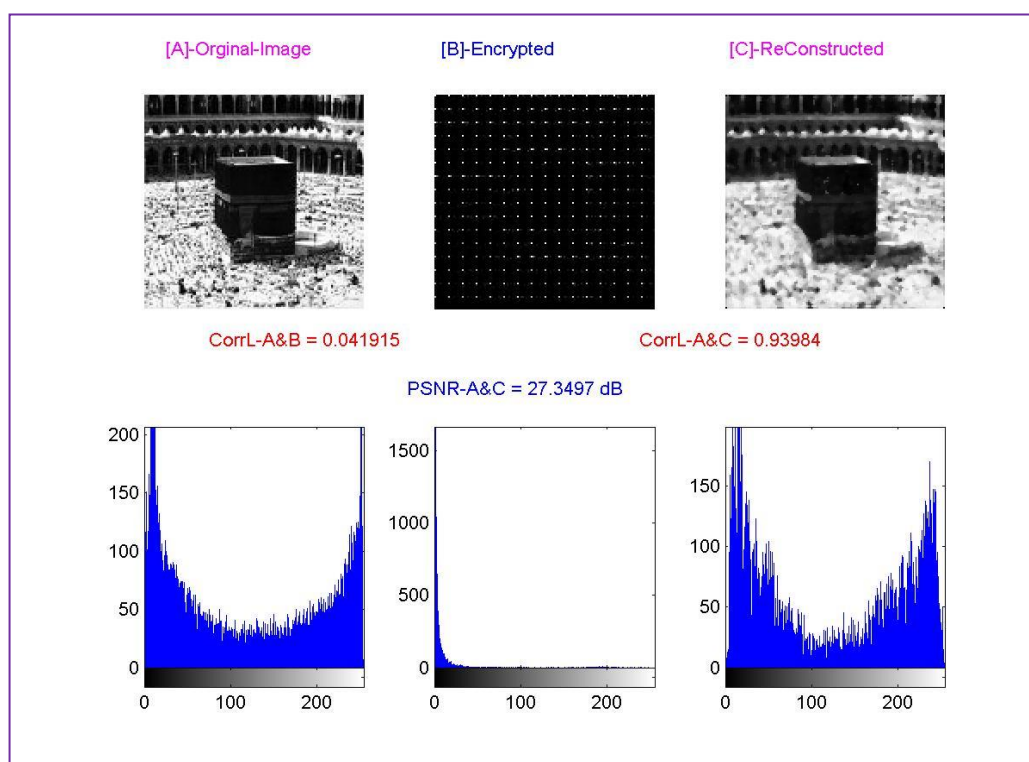 [A]-Orginal-Image [B]-Encrypted [C]-ReConstructed
CorrL-A&B = 0.041915 CorrL-A&C = 0.93984
PSNR-A&C = 27.3497 dB
200
150
100
50
0
0 100 200
1500
1000
500
0
0 100 200
150
100
50
0
0 100 200